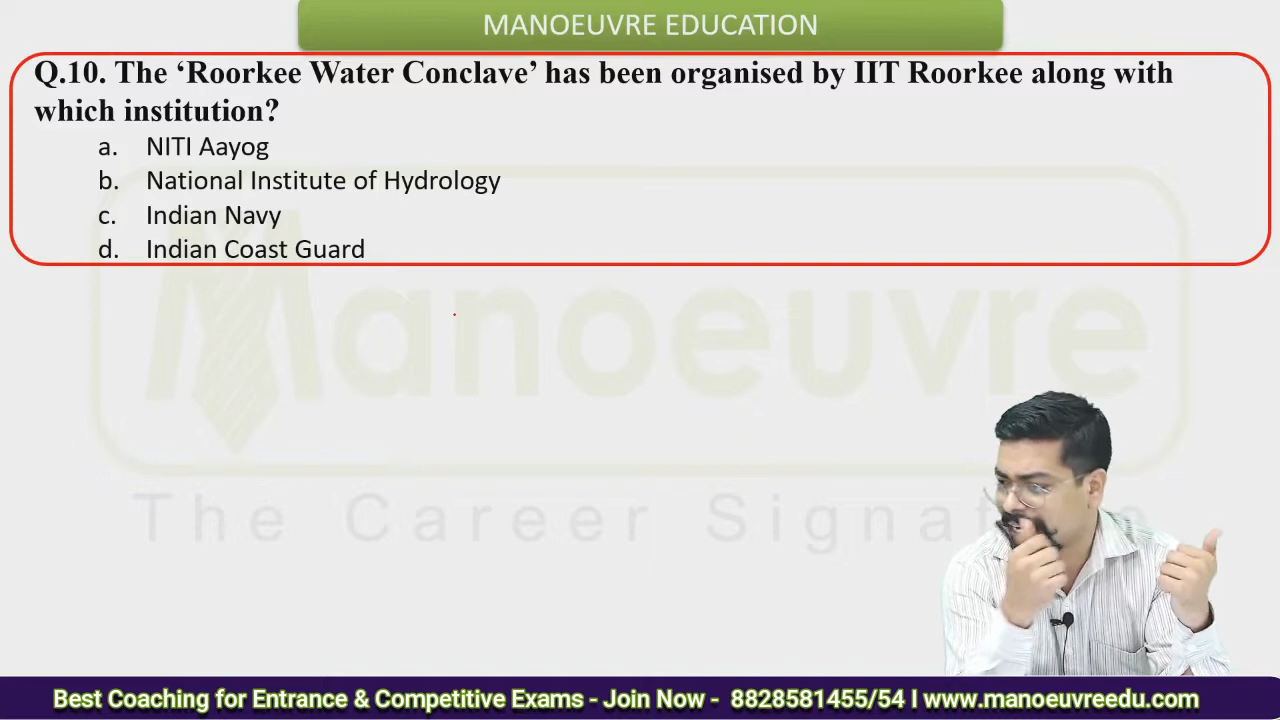 MANOEUVRE EDUCATION
Q.10. The ‘Roorkee Water Conclave’ has been organised by IIT Roorkee along with
which institution?
a. NITI Aayog
b. National Institute of Hydrology
c. Indian Navy
d. Indian Coast Guard
Manoeuvre
The Career Signat
Best Coaching for Entrance & Competitive Exams - Join Now - 8828581455/54 I www.manoeuvreedu.com